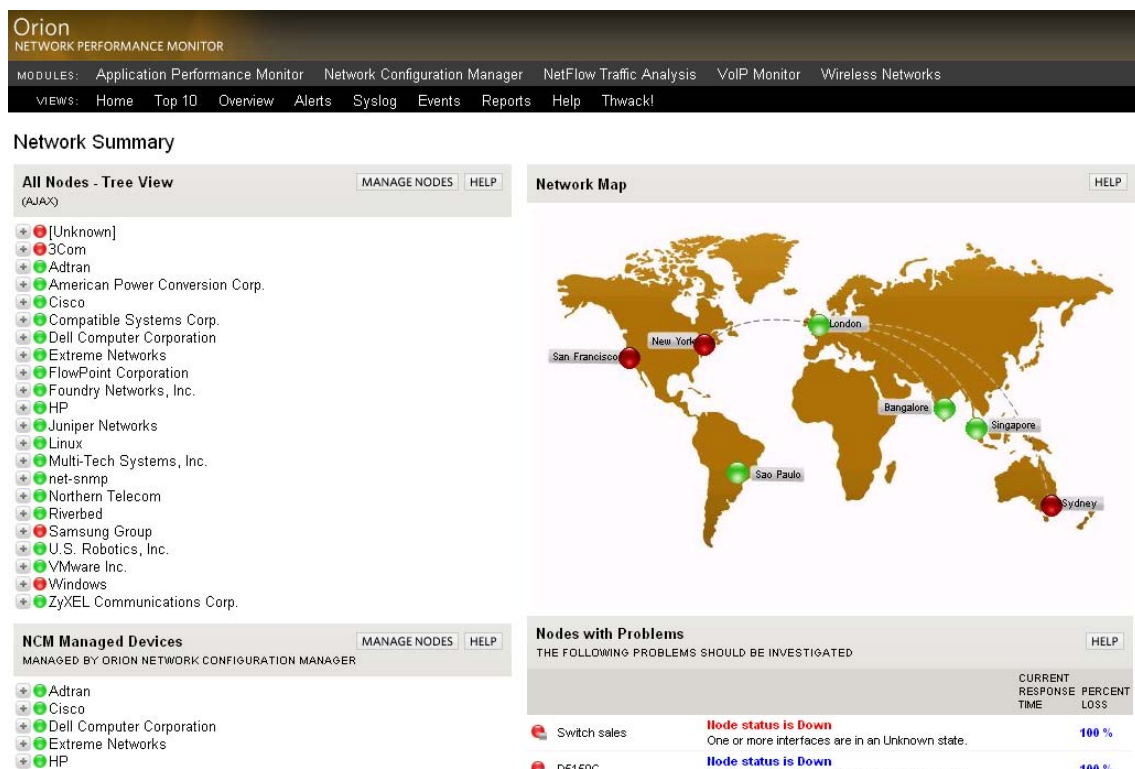 Orion
NETWORK PERFORMANCE MONITOR
MODULES: Application Performance Monitor Network Configuration Manager NetFlow Traffic Analysis VoIP Monitor Wireless Networks
VIEWS: Home Top 10 Overview Alerts Syslog Events Reports Help Thwack!
Network Summary
All Nodes - Tree View MANAGE NODES HELP
(AJAX)
[Unknown]
3Com
Adtran
American Power Conversion Corp.
Cisco
Compatible Systems Corp.
Dell Computer Corporation
Extreme Networks
FlowPoint Corporation
Foundry Networks, Inc.
HP
Juniper Networks
Linux
Multi-Tech Systems, Inc.
net-snmp
Northern Telecom
Riverbed
Samsung Group
U.S. Robotics, Inc.
VMware Inc.
Windows
ZyXEL Communications Corp.
NCM Managed Devices MANAGE NODES HELP
MANAGED BY ORION NETWORK CONFIGURATION MANAGER
Adtran
Cisco
Dell Computer Corporation
Extreme Networks
HP
Network Map HELP
London
New York
San Francisco
Bangalore
Singapore
Sao Paulo
Sydney
Nodes with Problems HELP
THE FOLLOWING PROBLEMS SHOULD BE INVESTIGATED
CURRENT RESPONSE TIME PERCENT LOSS
Switch sales Node status is Down 100 %
One or more interfaces are in an Unknown state.
Node status is Down 100 %